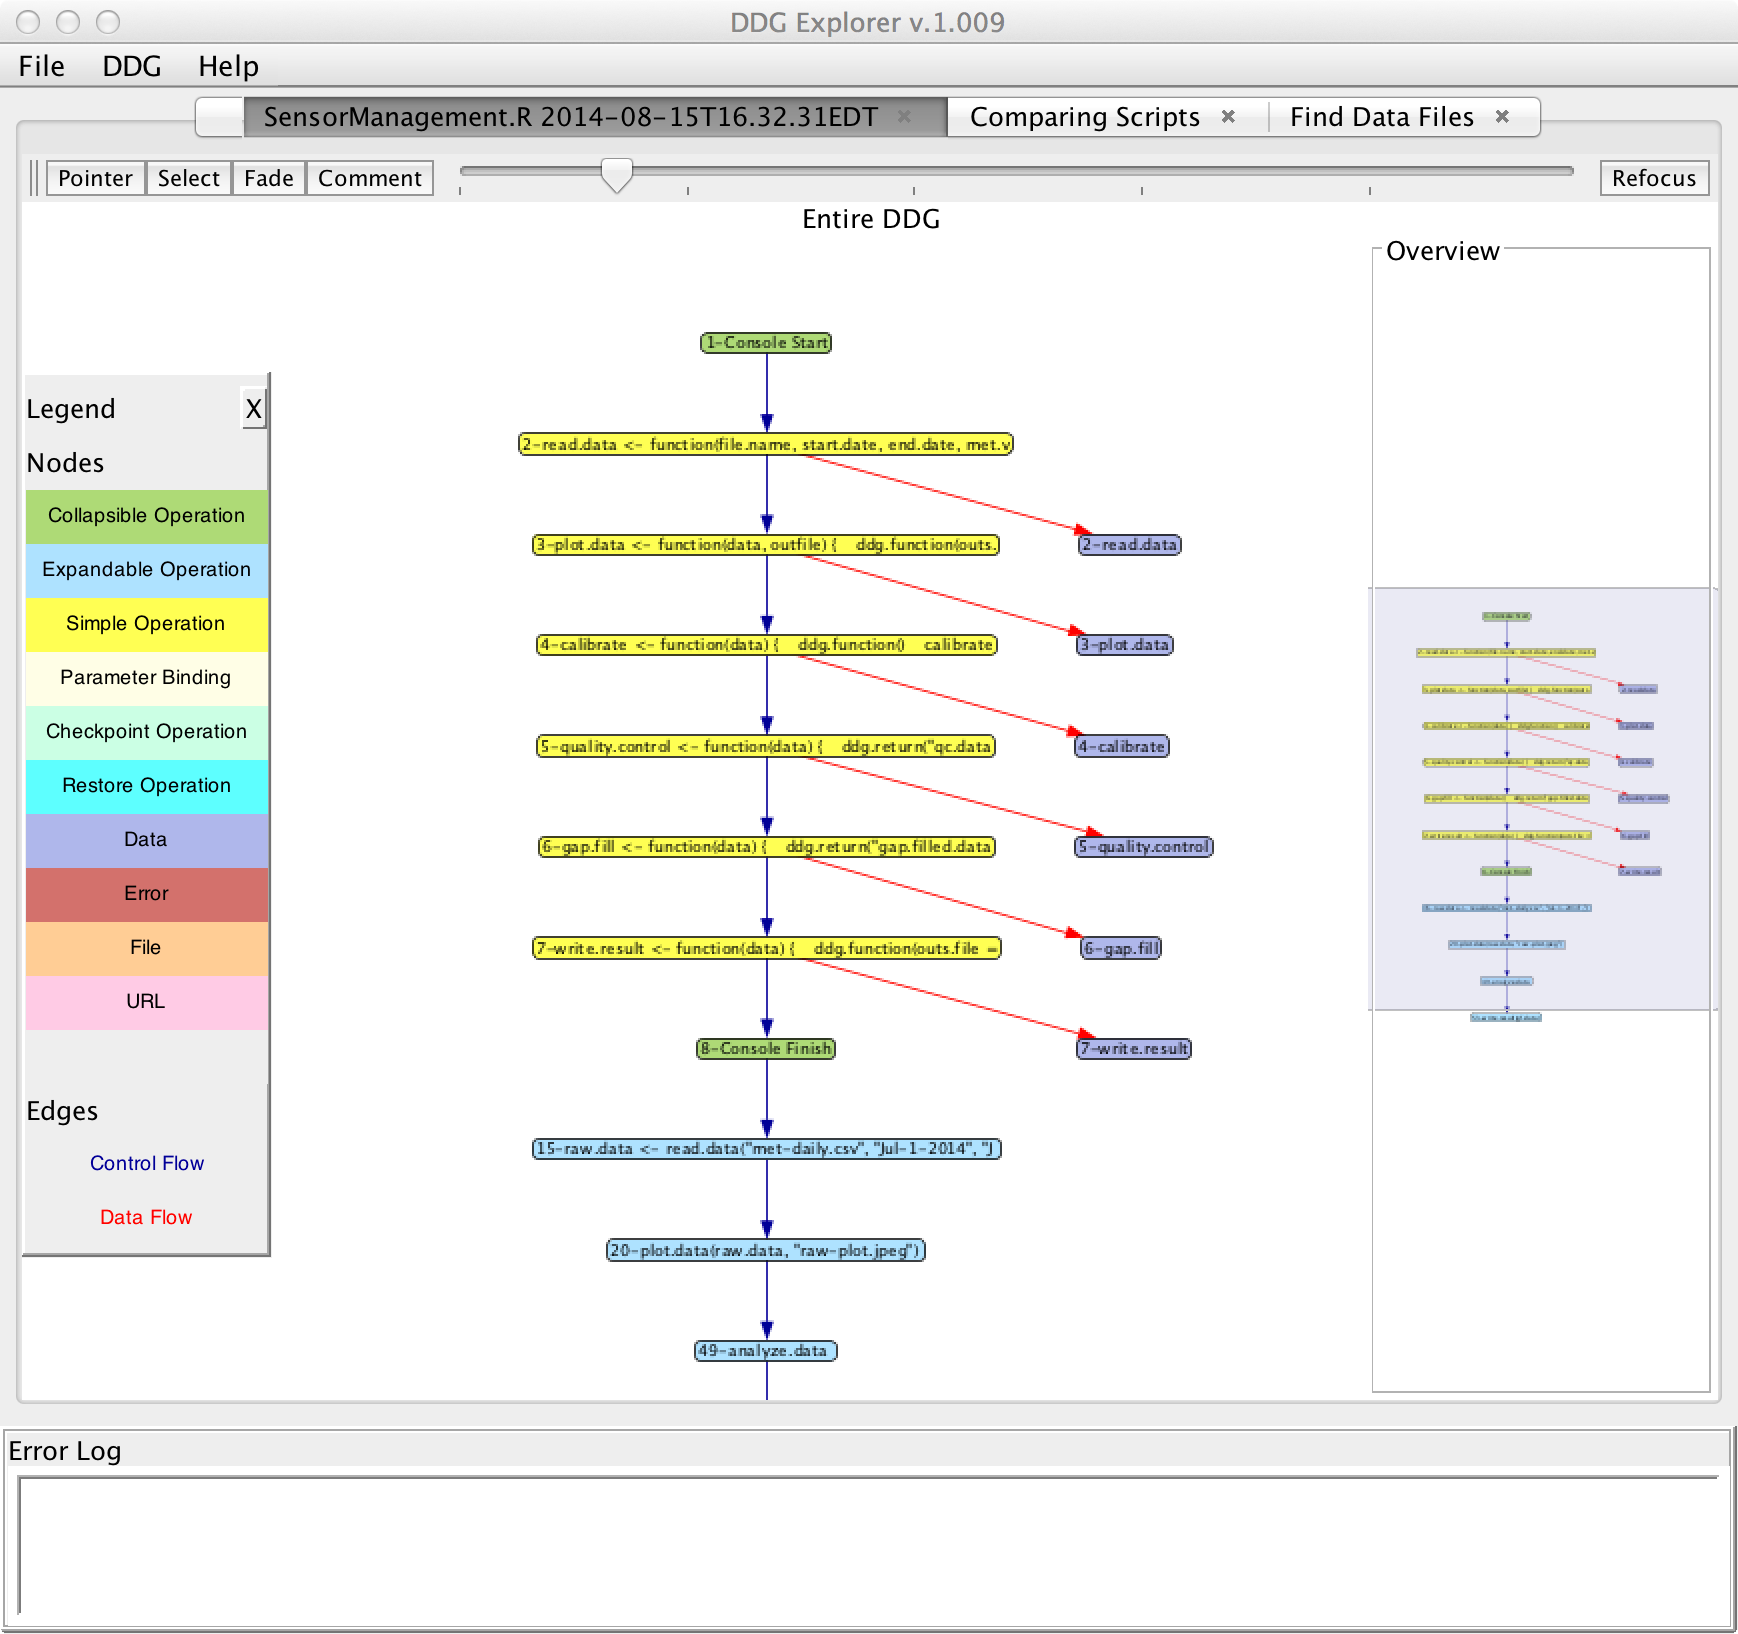 DDG Explorer v.1.009
File DDG Help
SensorManagement.R 2014-08-15T16.32.31EDT Comparing Scripts Find Data Files
Pointer Select Fade Comment Refocus
Entire DDG
Overview
1-Console Start
2-read.data <- function(file.name, start.date, end.date, met.v
3-plot.data <- function(data, outfile) { ddg.function(outs.
2-read.data
4-calibrate <- function(data) { ddg.function() calibrate
3-plot.data
5-quality.control <- function(data) { ddg.return("qc.data
4-calibrate
6-gap.fill <- function(data) { ddg.return("gap.filled.data
5-quality.control
7-write.result <- function(data) { ddg.function(outs.file =
6-gap.fill
8-Console Finish
7-write.result
15-raw.data <- read.data("met-daily.csv", "Jul-1-2014", "J
20-plot.data(raw.data, "raw-plot.jpeg")
49-analyze.data
Legend X
Nodes
Collapsible Operation
Expandable Operation
Simple Operation
Parameter Binding
Checkpoint Operation
Restore Operation
Data
Error
File
URL
Edges
Control Flow
Data Flow
Error Log